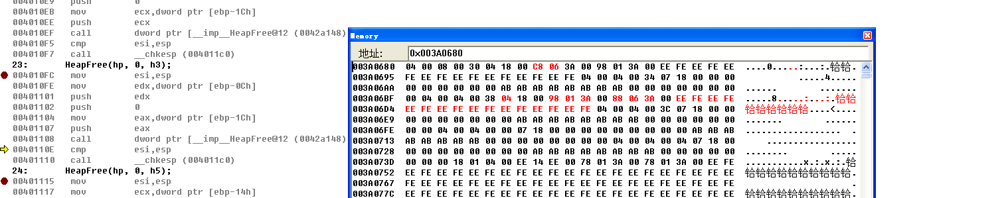 004010E9 push 0
004010EB mov ecx,dword ptr [ebp-1Ch]
004010EE push ecx
004010EF call dword ptr [__imp__HeapFree@12 (0042a148)
004010F5 cmp esi,esp
004010F7 call __chkesp (004011c0)
23: HeapFree(hp, 0, h3);
004010FC mov esi,esp
004010FE mov edx,dword ptr [ebp-0Ch]
00401101 push edx
00401102 push 0
00401104 mov eax,dword ptr [ebp-1Ch]
00401107 push eax
00401108 call dword ptr [__imp__HeapFree@12 (0042a148)
0040110E cmp esi,esp
00401110 call __chkesp (004011c0)
24: HeapFree(hp, 0, h5);
00401115 mov esi,esp
00401117 mov ecx,dword ptr [ebp-14h]
Memory
地址: 0x003A0680
003A0680 04 00 08 00 30 04 18 00 C8 06 3A 00 98 01 3A 00 EE FE EE FE EE ....0.....:...:.铪铪.
003A0695 FE EE FE EE FE EE FE EE FE EE FE 04 00 04 00 34 07 18 00 00 00 .....4.....
003A06AA 00 00 00 00 00 00 AB AB AB AB AB AB AB AB 00 00 00 00 00 00 00 ...... .......
003A06BF 00 04 00 04 00 38 04 18 00 98 01 3A 00 88 06 3A 00 EE FE EE FE .....8....:...:.铪铪
003A06D4 EE FE EE FE EE FE EE FE EE FE EE FE 04 00 04 00 3C 07 18 00 00 铪铪铪铪铪铪....<....
003A06E9 00 00 00 00 00 00 00 AB AB AB AB AB AB AB AB 00 00 00 00 00 00 ....... ......
003A06FE 00 00 04 00 04 00 00 07 18 00 00 00 00 00 00 00 00 00 AB AB AB .................. .
003A0713 AB AB AB AB AB 00 00 00 00 00 00 00 00 04 00 04 00 04 07 18 00 ................
003A0728 00 00 00 00 00 00 00 00 AB AB AB AB AB AB AB AB 00 00 00 00 00 ........ .....
003A073D 00 00 00 18 01 04 00 EE 14 EE 00 78 01 3A 00 78 01 3A 00 EE FE ...........x.:.x.:.铪
003A0752 EE FE EE FE EE FE EE FE EE FE EE FE EE FE EE FE EE FE EE FE EE 铪铪铪铪铪铪铪铪铪铪.
003A0767 FE EE FE EE FE EE FE EE FE EE FE EE FE EE FE EE FE EE FE EE FE .
003A077C EE FE EE FE EE FE EE FE EE FE EE FE EE FE EE FE EE FE EE FE EE 铪铪铪铪铪铪铪铪铪铪.